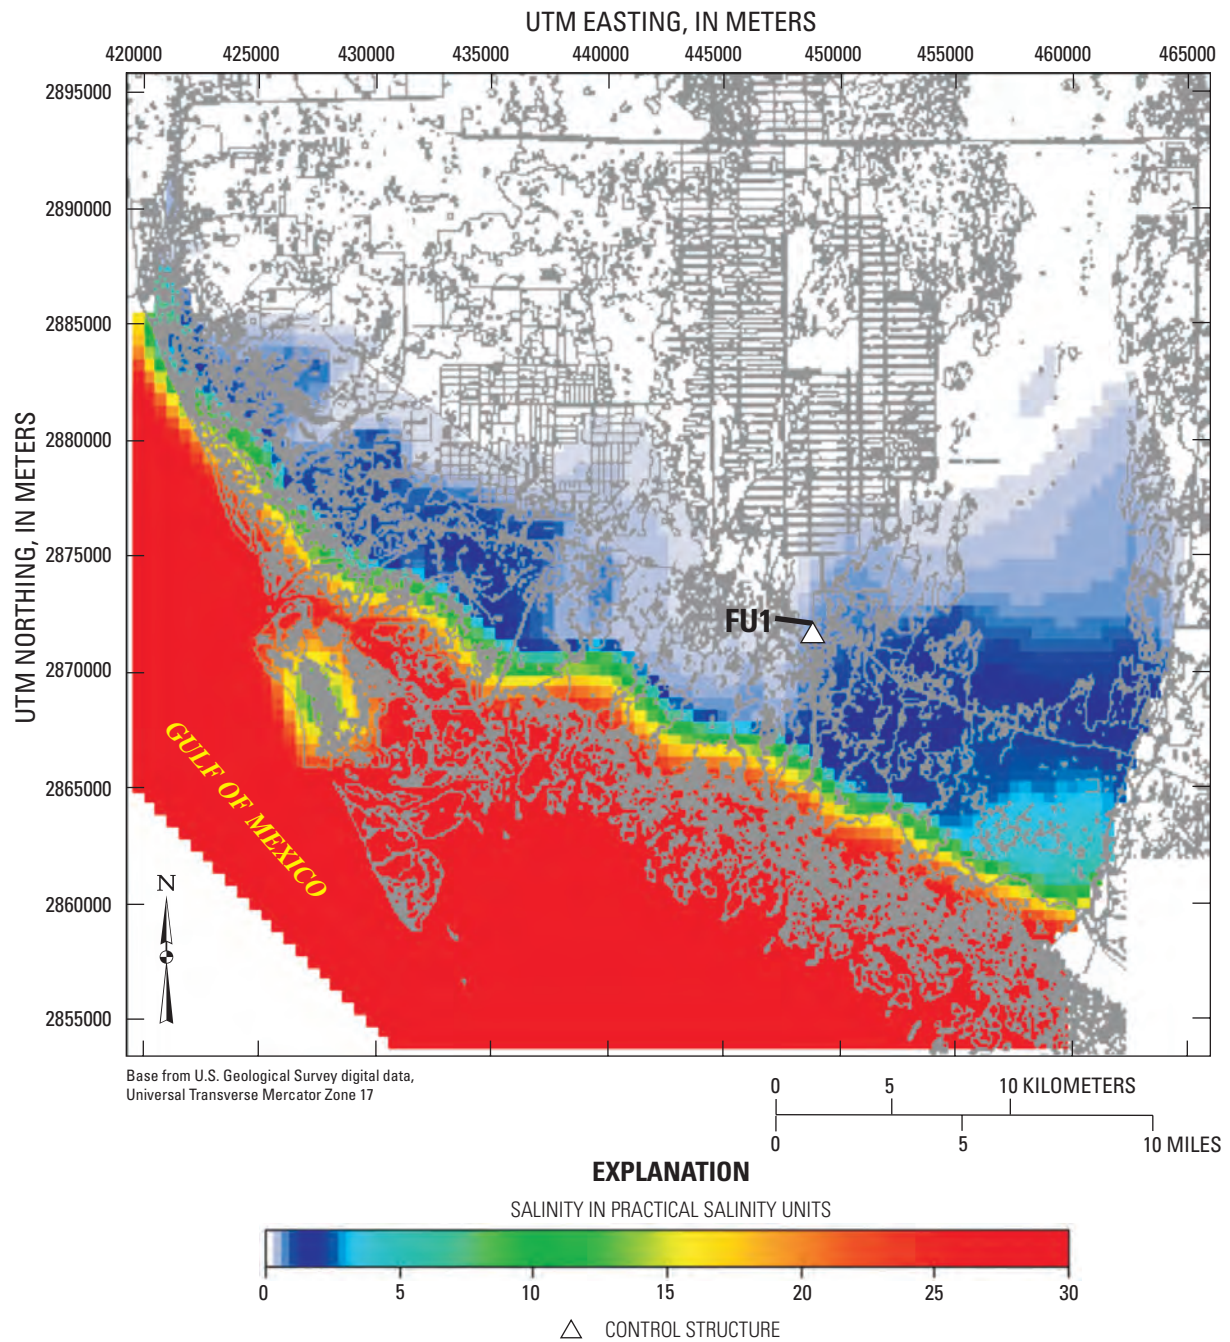 UTM EASTING, IN METERS
420000 425000 430000 435000 440000 445000 450000 455000 460000 465000
UTM NORTHING, IN METERS
2895000
2890000
2885000
2880000
2875000
2870000
2865000
2860000
2855000
FU1
GULF OF MEXICO
N
Base from U.S. Geological Survey digital data,
Universal Transverse Mercator Zone 17
0 5 10 KILOMETERS
0 5 10 MILES
EXPLANATION
SALINITY IN PRACTICAL SALINITY UNITS
0 5 10 15 20 25 30
CONTROL STRUCTURE